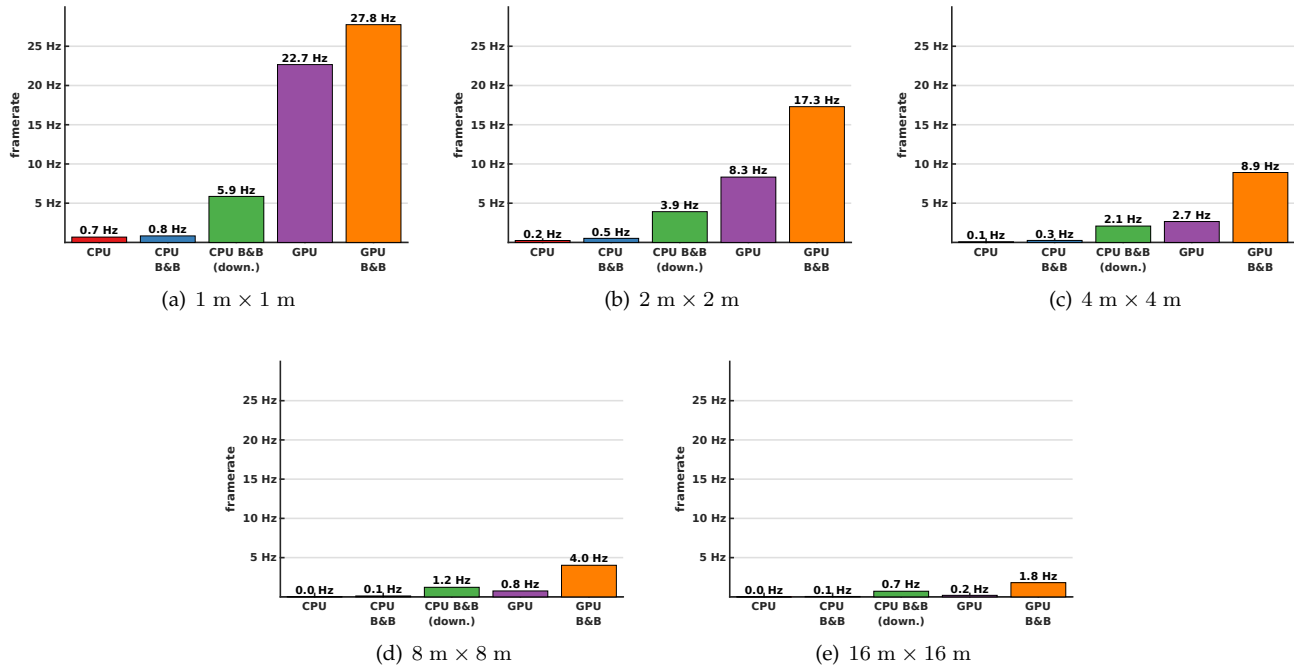 27.8 Hz
25 Hz
22.7 Hz
20 Hz
15 Hz
10 Hz
5.9 Hz
5 Hz
0.7 Hz
0.8 Hz
framerate
CPU
CPU
B&B
CPU B&B
(down.)
GPU
GPU
B&B
(a) 1 m × 1 m
25 Hz
20 Hz
17.3 Hz
15 Hz
10 Hz
8.3 Hz
5 Hz
3.9 Hz
0.2 Hz
0.5 Hz
framerate
CPU
CPU
B&B
CPU B&B
(down.)
GPU
GPU
B&B
(b) 2 m × 2 m
25 Hz
20 Hz
15 Hz
10 Hz
8.9 Hz
5 Hz
0.1 Hz
0.3 Hz
2.1 Hz
2.7 Hz
framerate
CPU
CPU
B&B
CPU B&B
(down.)
GPU
GPU
B&B
(c) 4 m × 4 m
25 Hz
20 Hz
15 Hz
10 Hz
5 Hz
4.0 Hz
0.0 Hz
0.1 Hz
1.2 Hz
0.8 Hz
framerate
CPU
CPU
B&B
CPU B&B
(down.)
GPU
GPU
B&B
(d) 8 m × 8 m
25 Hz
20 Hz
15 Hz
10 Hz
5 Hz
0.0 Hz
0.1 Hz
0.7 Hz
0.2 Hz
1.8 Hz
framerate
CPU
CPU
B&B
CPU B&B
(down.)
GPU
GPU
B&B
(e) 16 m × 16 m